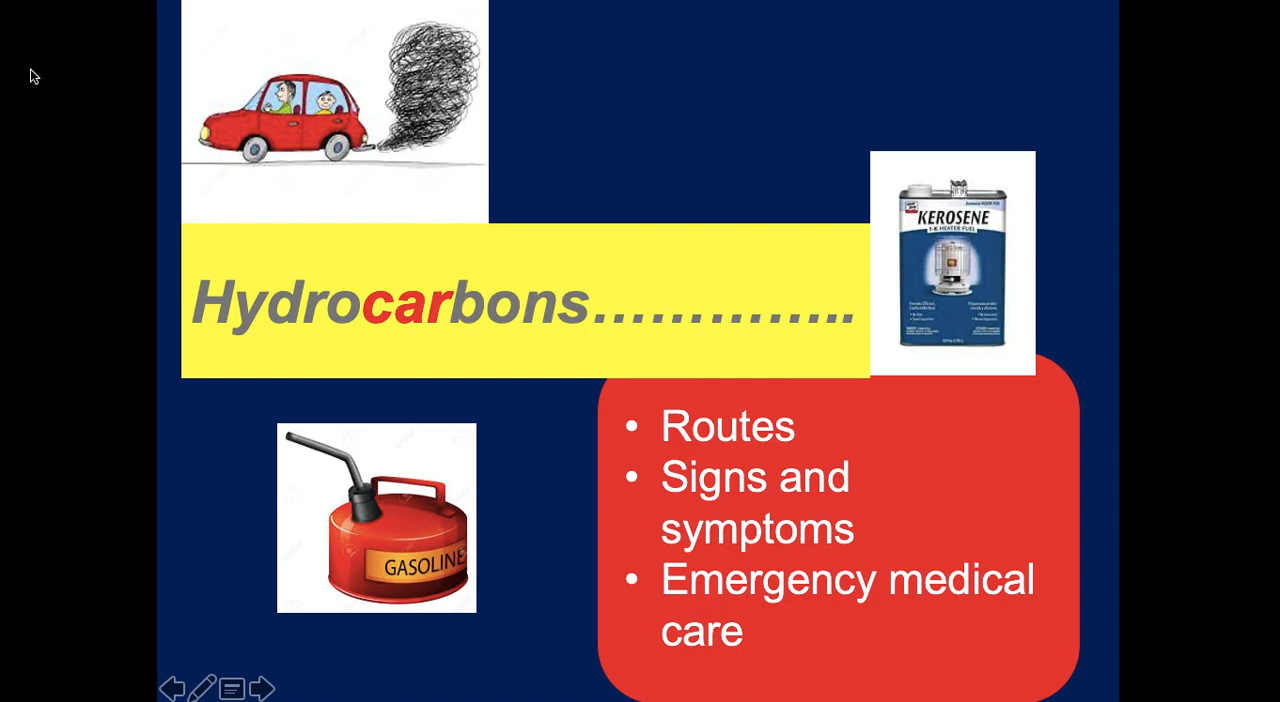 Hydrocarbons…………..
KEROSENE
1-K HEATER FUEL
GASOLINE
• Routes
• Signs and
symptoms
• Emergency medical
care